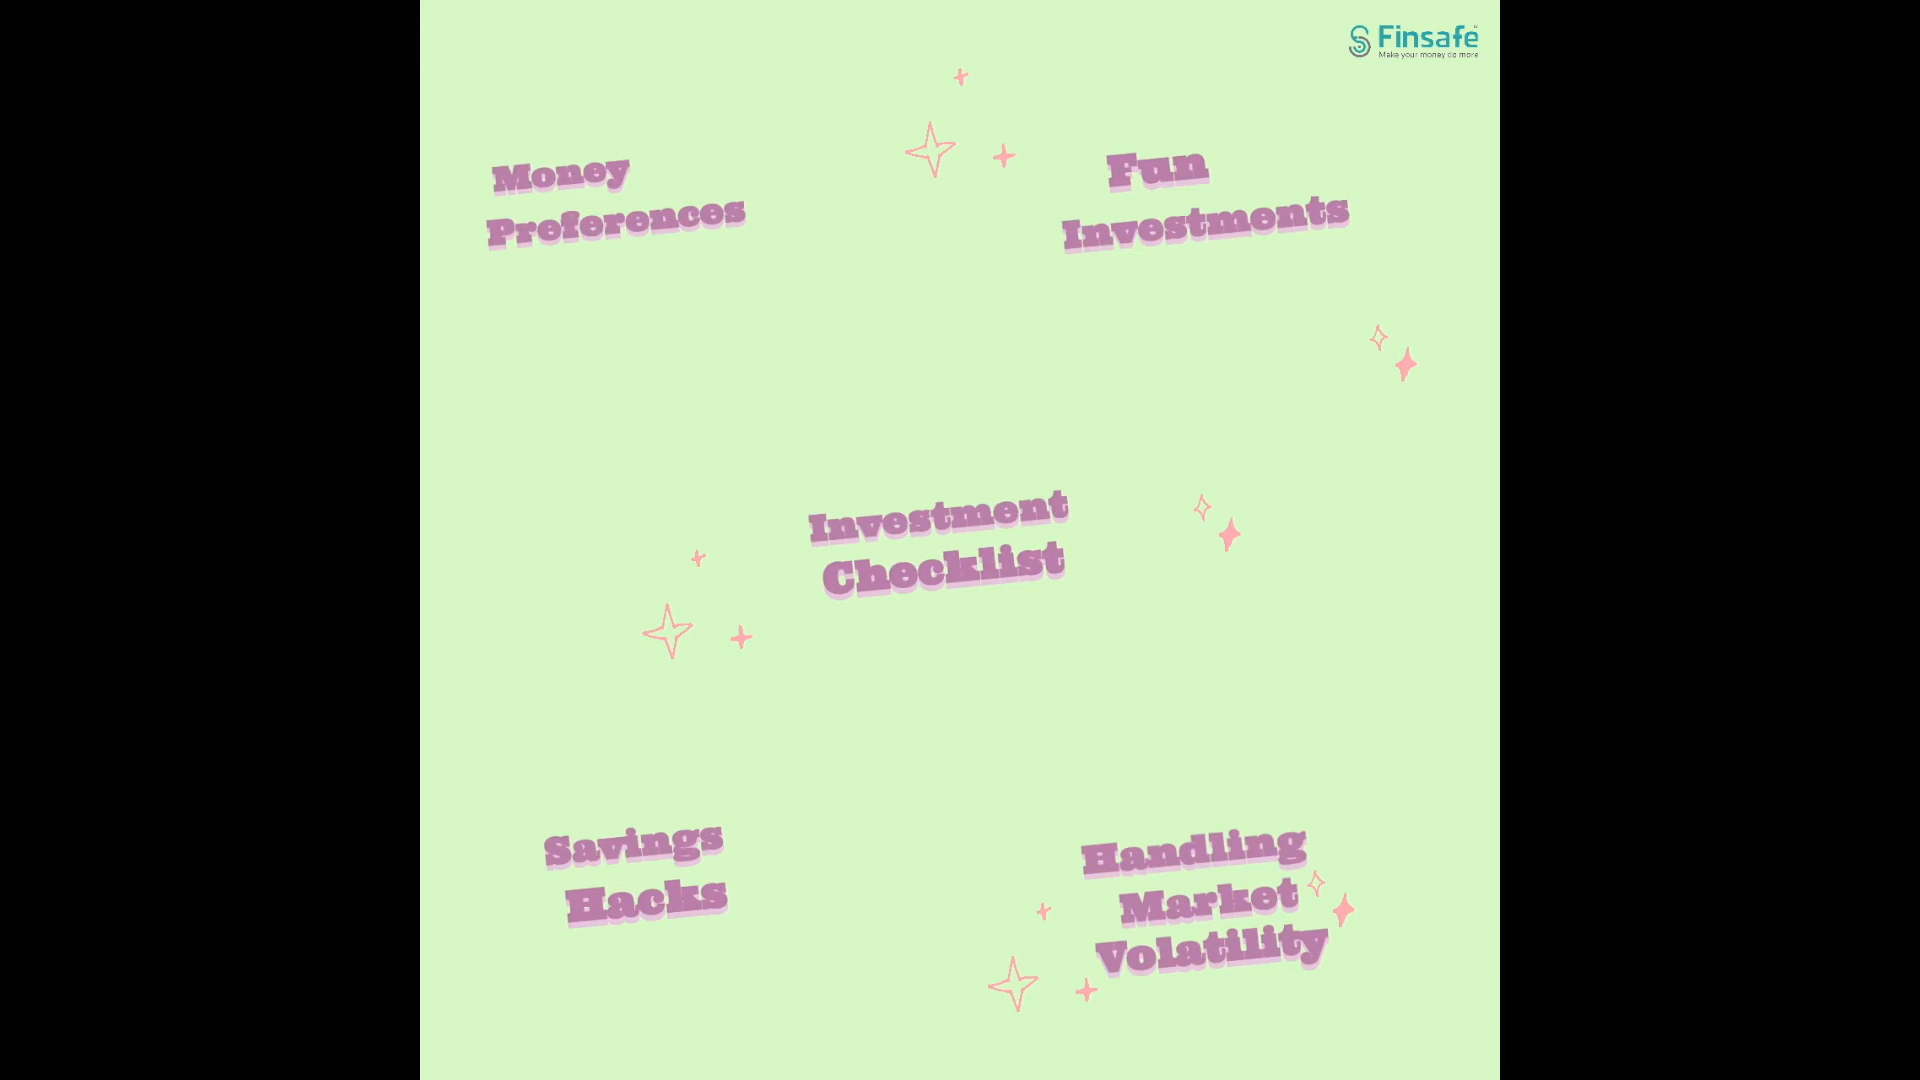 Finsafe
Make your money do more
Money
Preferences
Fun
Investments
Investment
Checklist
Savings
Hacks
Handling
Market
Volatility